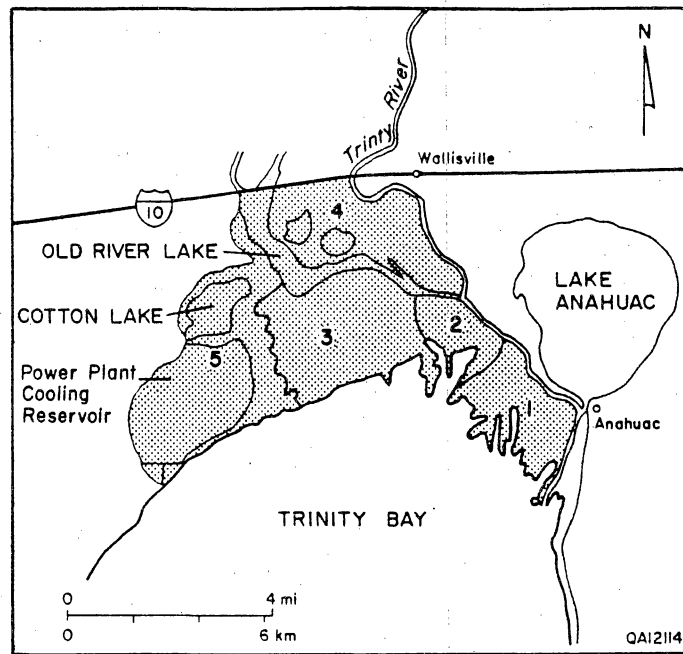 N
Trinty River
Wallisville
10
4
OLD RIVER LAKE
LAKE
ANAHUAC
COTTON LAKE
2
3
5
Power Plant
Cooling
Reservoir
1
Anahuac
TRINITY BAY
0 4 mi
0 6 km
QA12114